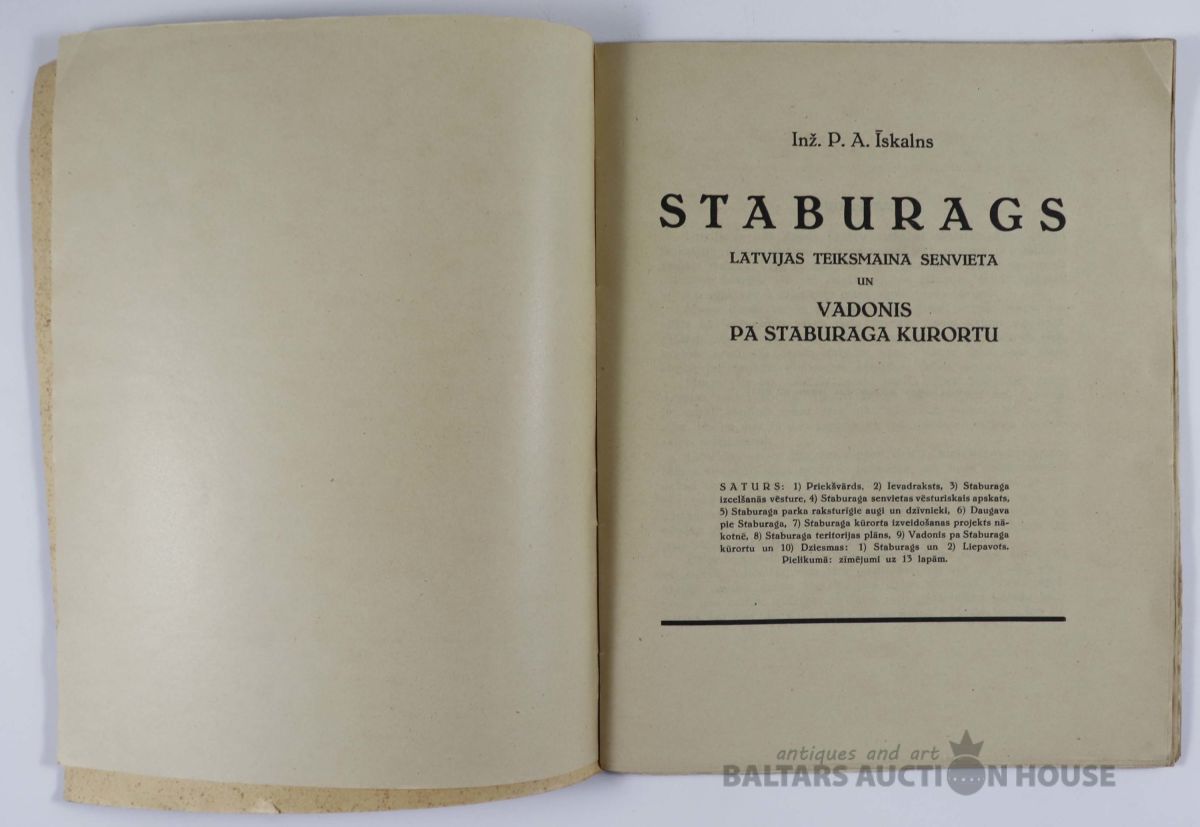 Inž. P. A. Īskalns
STABURAGS
LATVIJAS TEIKSMAINA SENVIETA
UN
VADONIS
PA STABURAGA KURORTU
SATURS: 1) Priekšvārds, 2) Ievadraksts, 3) Staburaga
izcelšanās vēsture, 4) Staburaga senvietas vēsturiskais apskats,
5) Staburaga parka raksturīgie augi un dzīvnieki, 6) Daugava
pie Staburaga, 7) Staburaga kūrorta izveidošanas projekts nā-
kotnē, 8) Staburaga teritorijas plāns, 9) Vadonis pa Staburaga
kūrortu un 10) Dziesmas: 1) Staburags un 2) Liepavots.
Pielikumā: zīmējumi uz 13 lapām.
antiques and art
BALTARS AUCTION HOUSE